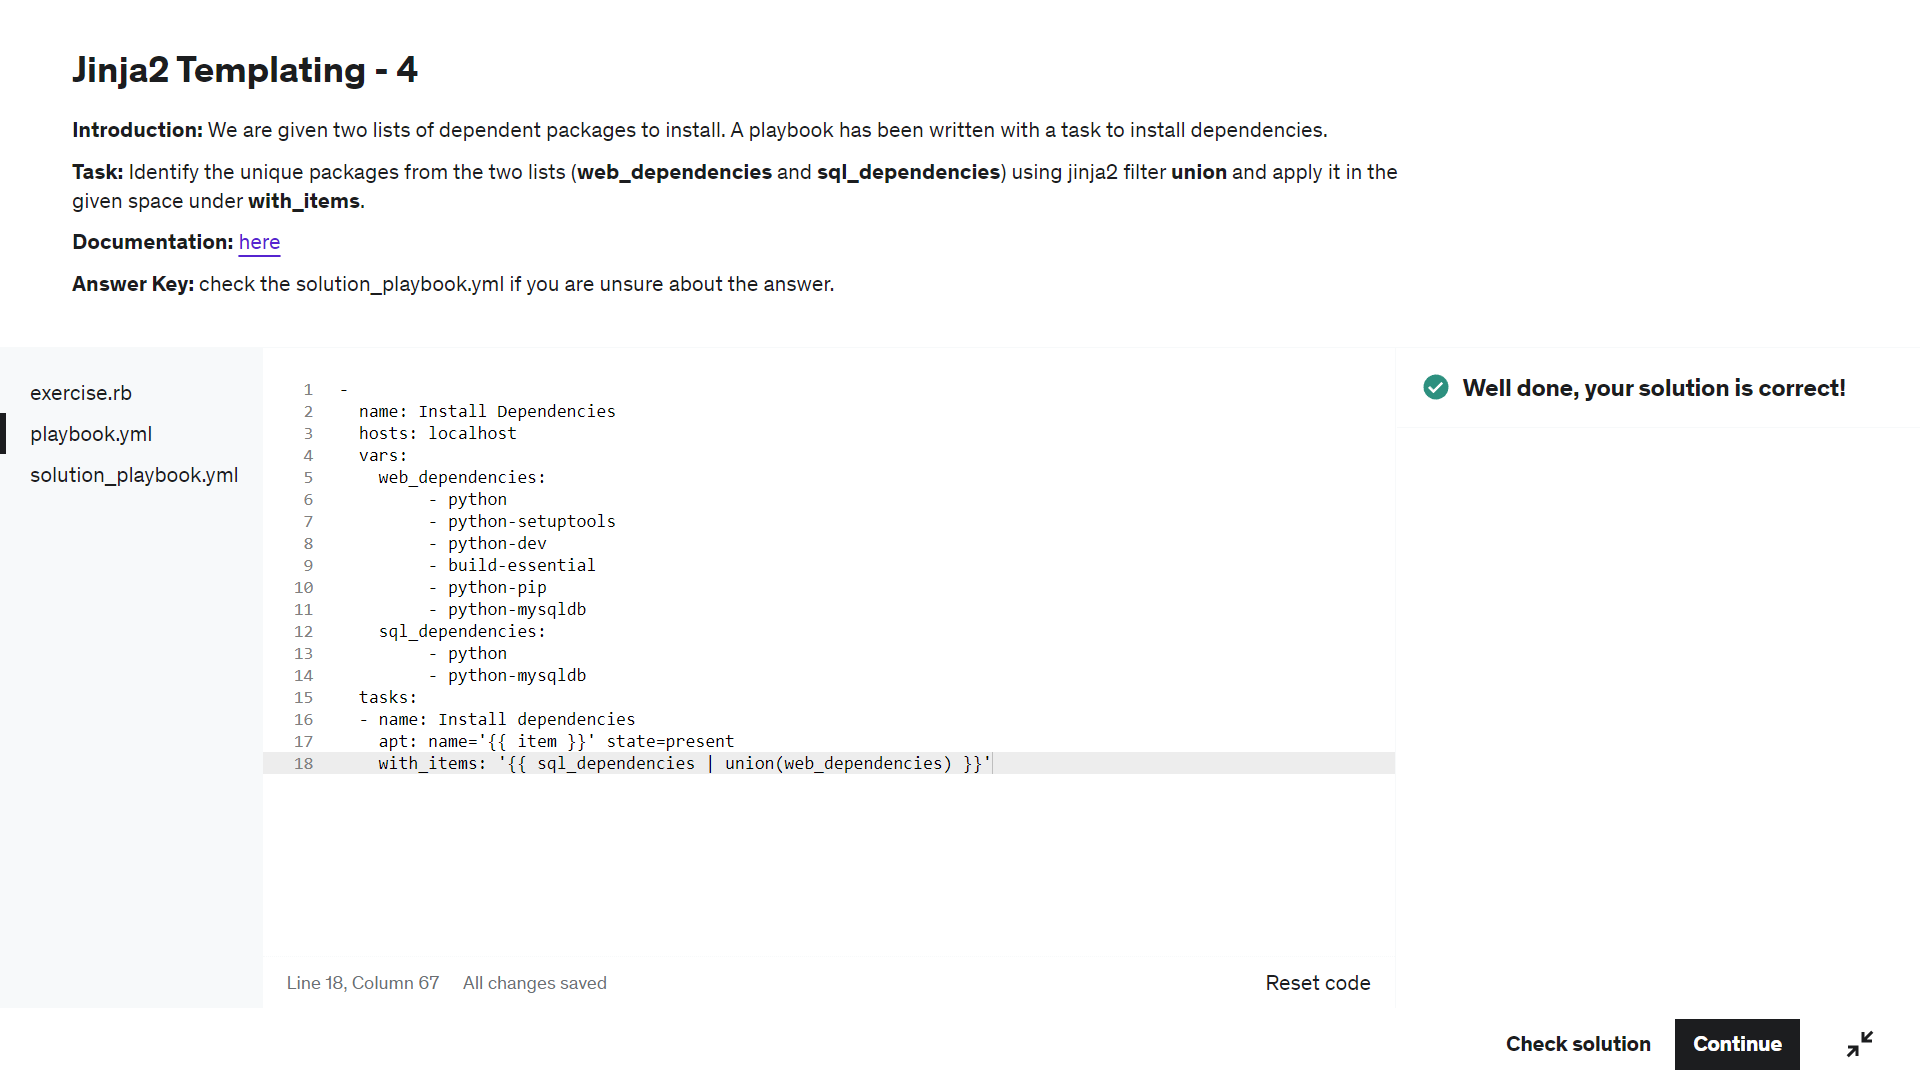 Jinja2 Templating - 4
Introduction: We are given two lists of dependent packages to install. A playbook has been written with a task to install dependencies.
Task: Identify the unique packages from the two lists (web_dependencies and sql_dependencies) using jinja2 filter union and apply it in the
given space under with_items.
Documentation: here
Answer Key: check the solution_playbook.yml if you are unsure about the answer.
exercise.rb
playbook.yml
solution_playbook.yml
1 -
2 name: Install Dependencies
3 hosts: localhost
4 vars:
5 web_dependencies:
6 - python
7 - python-setuptools
8 - python-dev
9 - build-essential
10 - python-pip
11 - python-mysqldb
12 sql_dependencies:
13 - python
14 - python-mysqldb
15 tasks:
16 - name: Install dependencies
17 apt: name='{{ item }}' state=present
18 with_items: '{{ sql_dependencies | union(web_dependencies) }}'
Line 18, Column 67 All changes saved
Reset code
Well done, your solution is correct!
Check solution
Continue